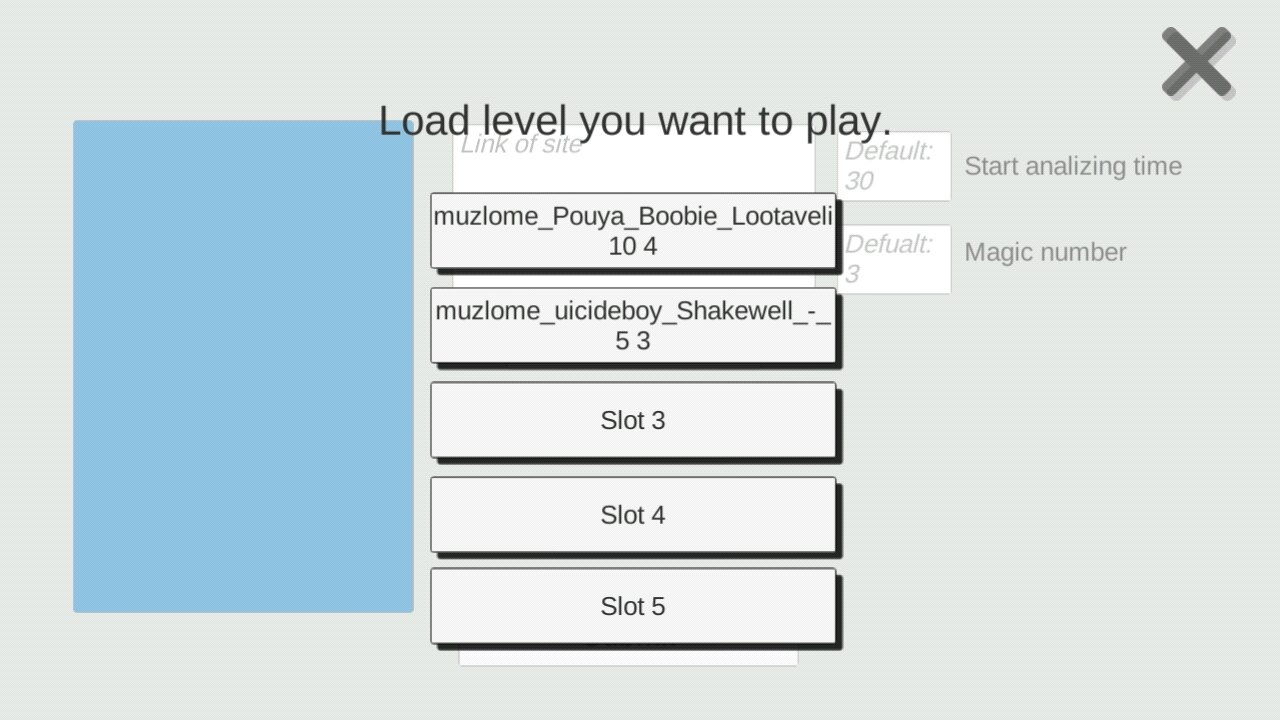 Load level you want to play.
Link of site
Default:
30
Start analizing time
muzlome_Pouya_Boobie_Lootaveli
10 4
Defualt:
3
Magic number
muzlome_uicideboy_Shakewell_-_
5 3
Slot 3
Slot 4
Slot 5